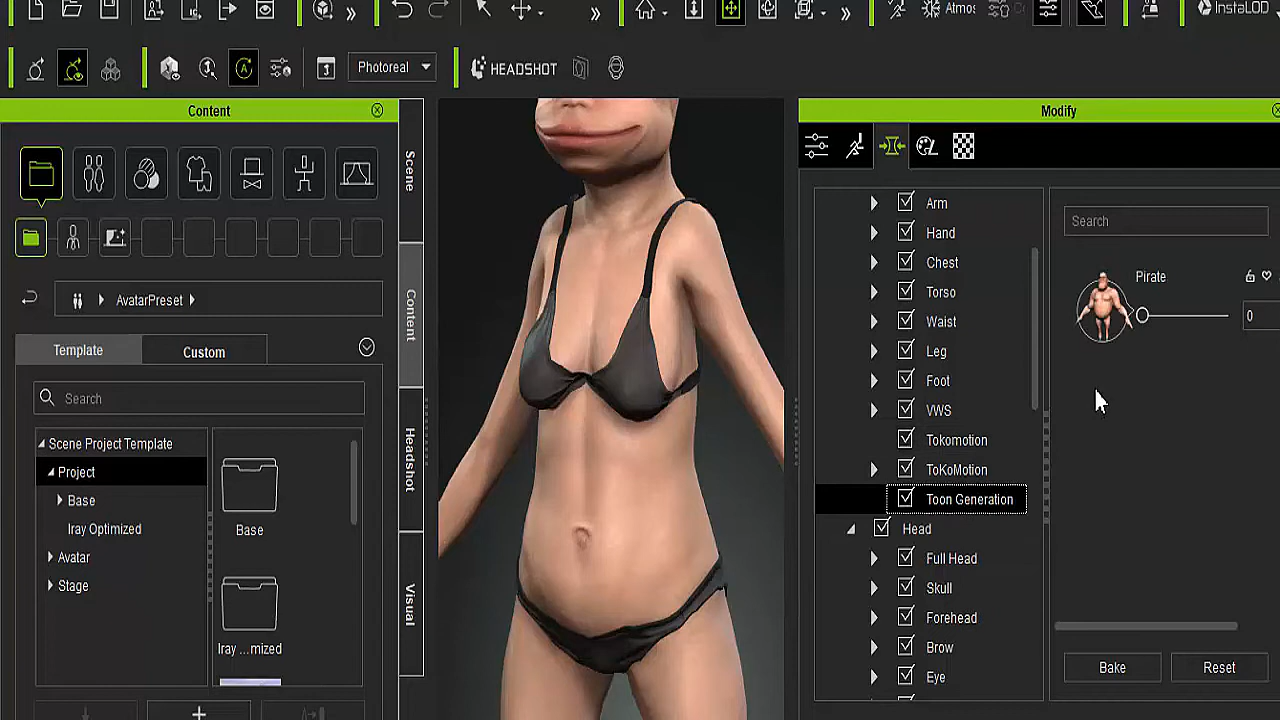 Atmos
InstaLOD
Photoreal
HEADSHOT
Content
Modify
Scene
Content
Headshot
Visual
AvatarPreset
Template
Custom
Search
Scene Project Template
Project
Base
Iray Optimized
Avatar
Stage
Base
Iray ...mized
Arm
Hand
Chest
Torso
Waist
Leg
Foot
VWS
Tokomotion
ToKoMotion
Toon Generation
Head
Full Head
Skull
Forehead
Brow
Eye
Search
Pirate
0
Bake
Reset